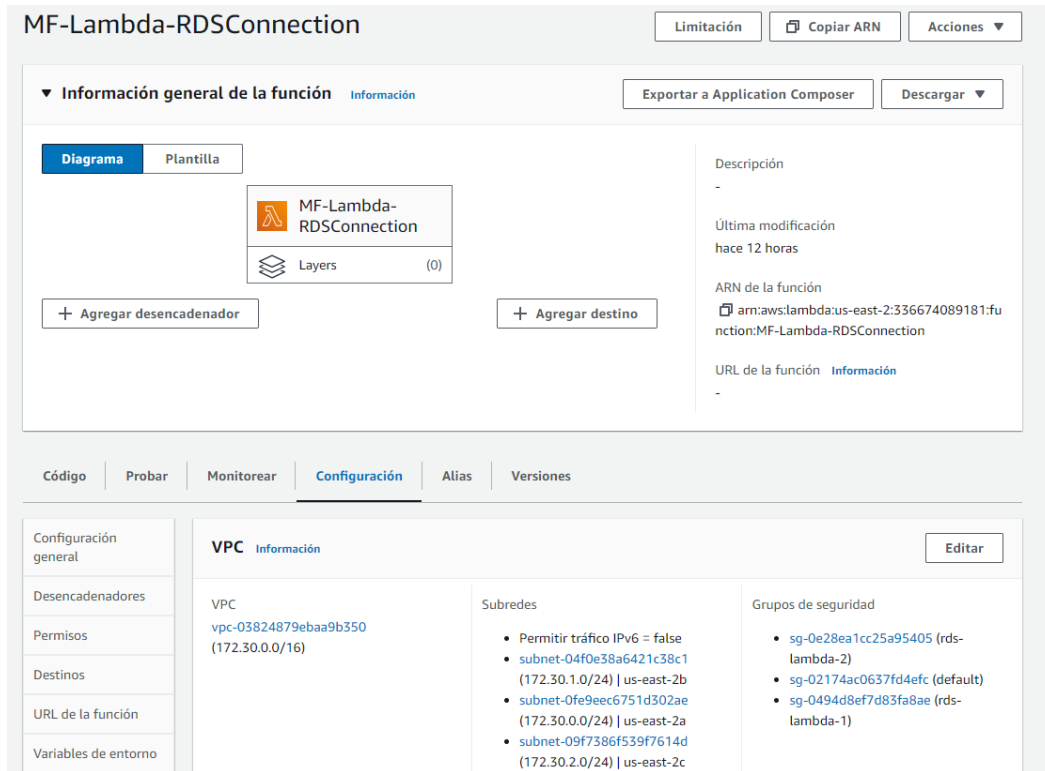 MF-Lambda-RDSConnection
Limitación
Copiar ARN
Acciones
Información general de la función
Información
Exportar a Application Composer
Descargar
Diagrama
Plantilla
MF-Lambda-
RDSConnection
Layers
(0)
Agregar desencadenador
Agregar destino
Descripción
-
Última modificación
hace 12 horas
ARN de la función
arn:aws:lambda:us-east-2:336674089181:fu
nction:MF-Lambda-RDSConnection
URL de la función Información
-
Código
Probar
Monitorear
Configuración
Alias
Versiones
Configuración
general
Desencadenadores
Permisos
Destinos
URL de la función
Variables de entorno
VPC Información
Editar
VPC
vpc-03824879ebaa9b350
(172.30.0.0/16)
Subredes
• Permitir tráfico IPv6 = false
• subnet-04f0e38a6421c38c1
(172.30.1.0/24) | us-east-2b
• subnet-0fe9eec6751d302ae
(172.30.0.0/24) | us-east-2a
• subnet-09f7386f539f7614d
(172.30.2.0/24) | us-east-2c
Grupos de seguridad
• sg-0e28ea1cc25a95405 (rds-
lambda-2)
• sg-02174ac0637fd4efc (default)
• sg-0494d8ef7d83fa8ae (rds-
lambda-1)